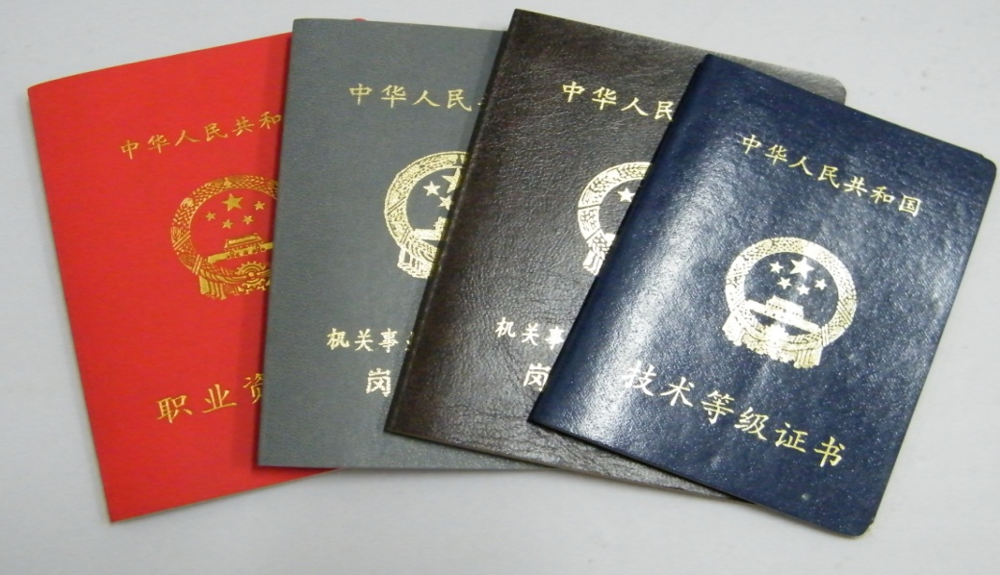 中华人民共和
职业资
中华人民
机关事
岗
中华人民
机关事
岗
中华人民共和国
技术等级证书